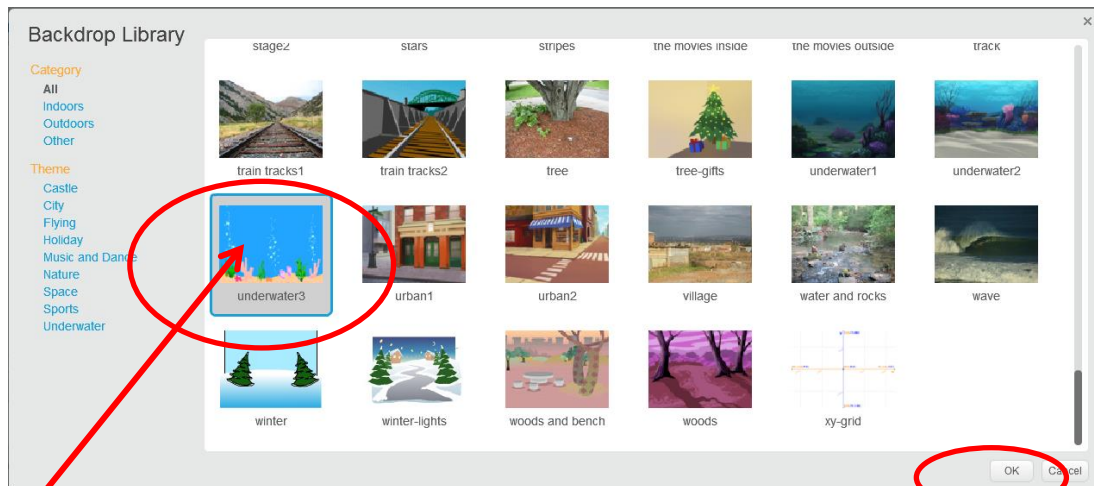 Backdrop Library
×
Category
All
Indoors
Outdoors
Other
Theme
Castle
City
Flying
Holiday
Music and Dance
Nature
Space
Sports
Underwater
stage2 stars stripes the movies inside the movies outside track
train tracks1 train tracks2 tree tree-gifts underwater1 underwater2
underwater3 urban1 urban2 village water and rocks wave
winter winter-lights woods and bench woods xy-grid
OK Cancel